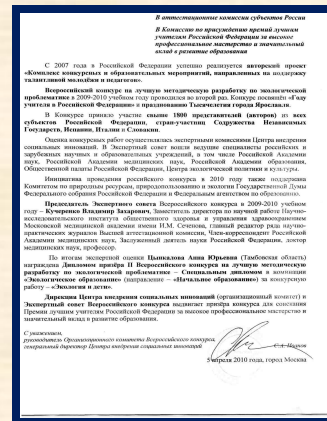 В аттестационные комиссии субъектов России
В Комиссию по присуждению премий лучшим
учителям Российской Федерации за высокое
профессиональное мастерство и значительный
вклад в развитие образования
С 2007 года в Российской Федерации успешно реализуется авторский проект
«Комплекс конкурсных и образовательных мероприятий, направленных на поддержку
талантливой молодёжи и педагогов».
Всероссийский конкурс на лучшую методическую разработку по экологической
проблематике в 2009-2010 учебном году проводился во второй раз. Конкурс посвящён «Году
учителя в Российской Федерации» и празднованию Тысячелетия города Ярославля.
В Конкурсе приняло участие свыше 1800 представителей (авторов) из всех
субъектов Российской Федерации, стран-участниц Содружества Независимых
Государств, Испании, Италии и Словакии.
Оценка конкурсных работ осуществлялась экспертными комиссиями Центра внедрения
социальных инноваций. В Экспертный совет вошли ведущие специалисты российских и
зарубежных научных и образовательных учреждений, в том числе Российской Академии
наук, Российской Академии медицинских наук, Российской Академии образования,
Общественной палаты Российской Федерации, Центра экологической политики и культуры.
Инициатива проведения российского конкурса в 2010 году также поддержана
Комитетом по природным ресурсам, природопользованию и экологии Государственной Думы
Федерального собрания Российской Федерации и Федеральным агентством по образованию.
Председатель Экспертного совета Всероссийского конкурса в 2009-2010 учебном
году – Кучеренко Владимир Захарович, Заместитель директора по научной работе Научно-
исследовательского института общественного здоровья и управления здравоохранением
Московской медицинской академии имени И.М. Сеченова, главный редактор ряда научно-
практических журналов Высшей аттестационной комиссии, Член-корреспондент Российской
Академии медицинских наук, Заслуженный деятель науки Российской Федерации, доктор
медицинских наук, профессор.
По итогам экспертной оценки Цыпкалова Анна Юрьевна (Тамбовская область)
награждена Дипломом призёра II Всероссийского конкурса на лучшую методическую
разработку по экологической проблематике – Специальным дипломом в номинации
«Экологическое образование» (направление – «Начальное образование») за конкурсную
работу – «Экология и дети».
Дирекция Центра внедрения социальных инноваций (организационный комитет) и
Экспертный совет Всероссийского конкурса выдвигает призёра конкурса для соискания
Премии лучшим учителям Российской Федерации за высокое профессиональное мастерство и
значительный вклад в развитие образования.
С уважением,
руководитель Организационного комитета Всероссийского конкурса,
генеральный директор Центра внедрения социальных инноваций
5 апреля 2010 года, город Москва